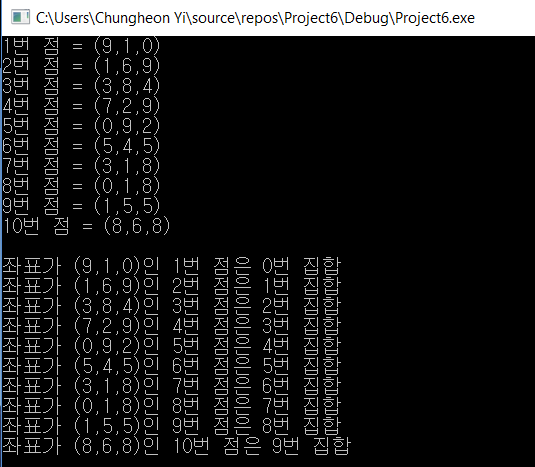 C:\Users\Chungheon Yi\source\repos\Project6\Debug\Project6.exe
1번 점 = (9,1,0)
2번 점 = (1,6,9)
3번 점 = (3,8,4)
4번 점 = (7,2,9)
5번 점 = (0,9,2)
6번 점 = (5,4,5)
7번 점 = (3,1,8)
8번 점 = (0,1,8)
9번 점 = (1,5,5)
10번 점 = (8,6,8)
좌표가 (9,1,0)인 1번 점은 0번 집합
좌표가 (1,6,9)인 2번 점은 1번 집합
좌표가 (3,8,4)인 3번 점은 2번 집합
좌표가 (7,2,9)인 4번 점은 3번 집합
좌표가 (0,9,2)인 5번 점은 4번 집합
좌표가 (5,4,5)인 6번 점은 5번 집합
좌표가 (3,1,8)인 7번 점은 6번 집합
좌표가 (0,1,8)인 8번 점은 7번 집합
좌표가 (1,5,5)인 9번 점은 8번 집합
좌표가 (8,6,8)인 10번 점은 9번 집합